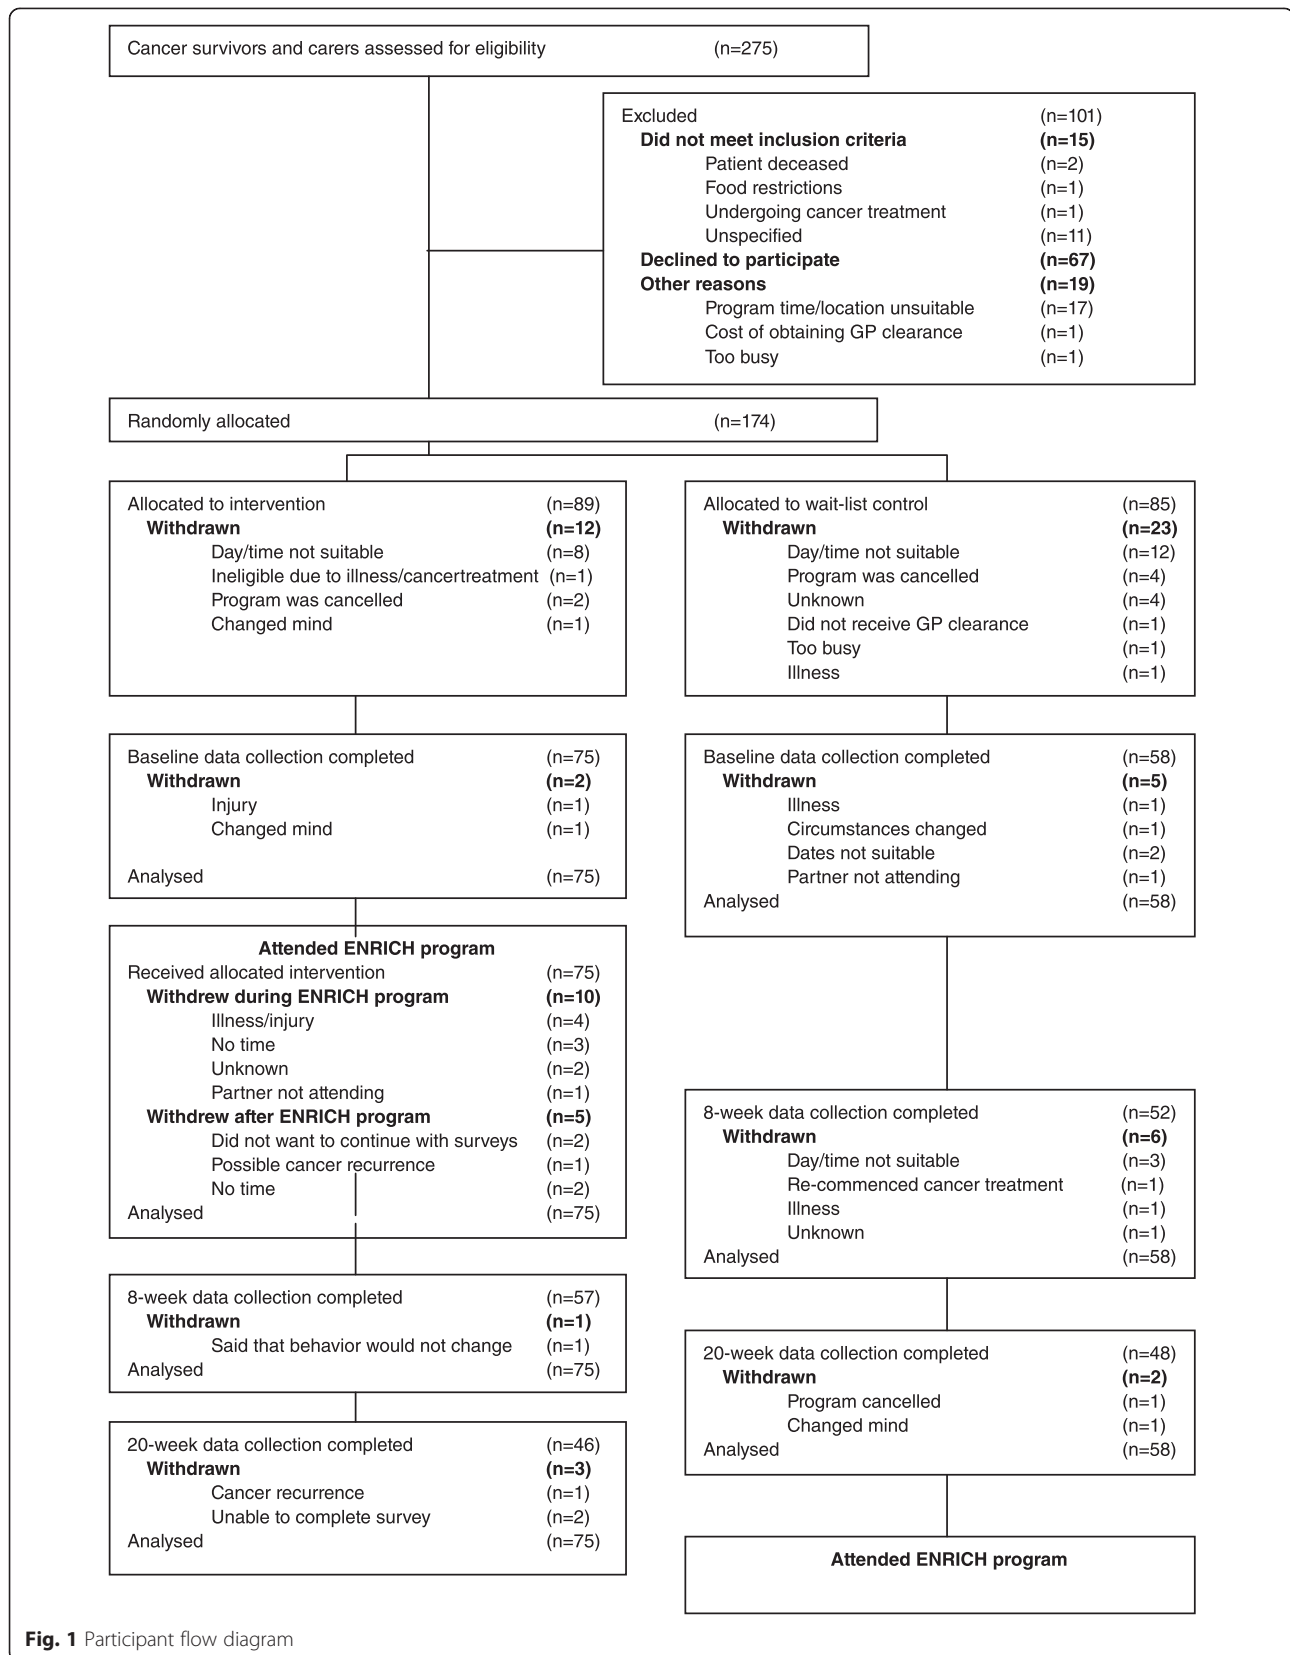 Cancer survivors and carers assessed for eligibility (n=275)
Excluded (n=101)
Did not meet inclusion criteria (n=15)
Patient deceased (n=2)
Food restrictions (n=1)
Undergoing cancer treatment (n=1)
Unspecified (n=11)
Declined to participate (n=67)
Other reasons (n=19)
Program time/location unsuitable (n=17)
Cost of obtaining GP clearance (n=1)
Too busy (n=1)
Randomly allocated (n=174)
Allocated to intervention (n=89)
Withdrawn (n=12)
Day/time not suitable (n=8)
Ineligible due to illness/cancertreatment (n=1)
Program was cancelled (n=2)
Changed mind (n=1)
Allocated to wait-list control (n=85)
Withdrawn (n=23)
Day/time not suitable (n=12)
Program was cancelled (n=4)
Unknown (n=4)
Did not receive GP clearance (n=1)
Too busy (n=1)
Illness (n=1)
Baseline data collection completed (n=75)
Withdrawn (n=2)
Injury (n=1)
Changed mind (n=1)
Analysed (n=75)
Baseline data collection completed (n=58)
Withdrawn (n=5)
Illness (n=1)
Circumstances changed (n=1)
Dates not suitable (n=2)
Partner not attending (n=1)
Analysed (n=58)
Attended ENRICH program
Received allocated intervention (n=75)
Withdrew during ENRICH program (n=10)
Illness/injury (n=4)
No time (n=3)
Unknown (n=2)
Partner not attending (n=1)
Withdrew after ENRICH program (n=5)
Did not want to continue with surveys (n=2)
Possible cancer recurrence (n=1)
No time (n=2)
Analysed (n=75)
8-week data collection completed (n=52)
Withdrawn (n=6)
Day/time not suitable (n=3)
Re-commenced cancer treatment (n=1)
Illness (n=1)
Unknown (n=1)
Analysed (n=58)
8-week data collection completed (n=57)
Withdrawn (n=1)
Said that behavior would not change (n=1)
Analysed (n=75)
20-week data collection completed (n=48)
Withdrawn (n=2)
Program cancelled (n=1)
Changed mind (n=1)
Analysed (n=58)
20-week data collection completed (n=46)
Withdrawn (n=3)
Cancer recurrence (n=1)
Unable to complete survey (n=2)
Analysed (n=75)
Attended ENRICH program
Fig. 1 Participant flow diagram